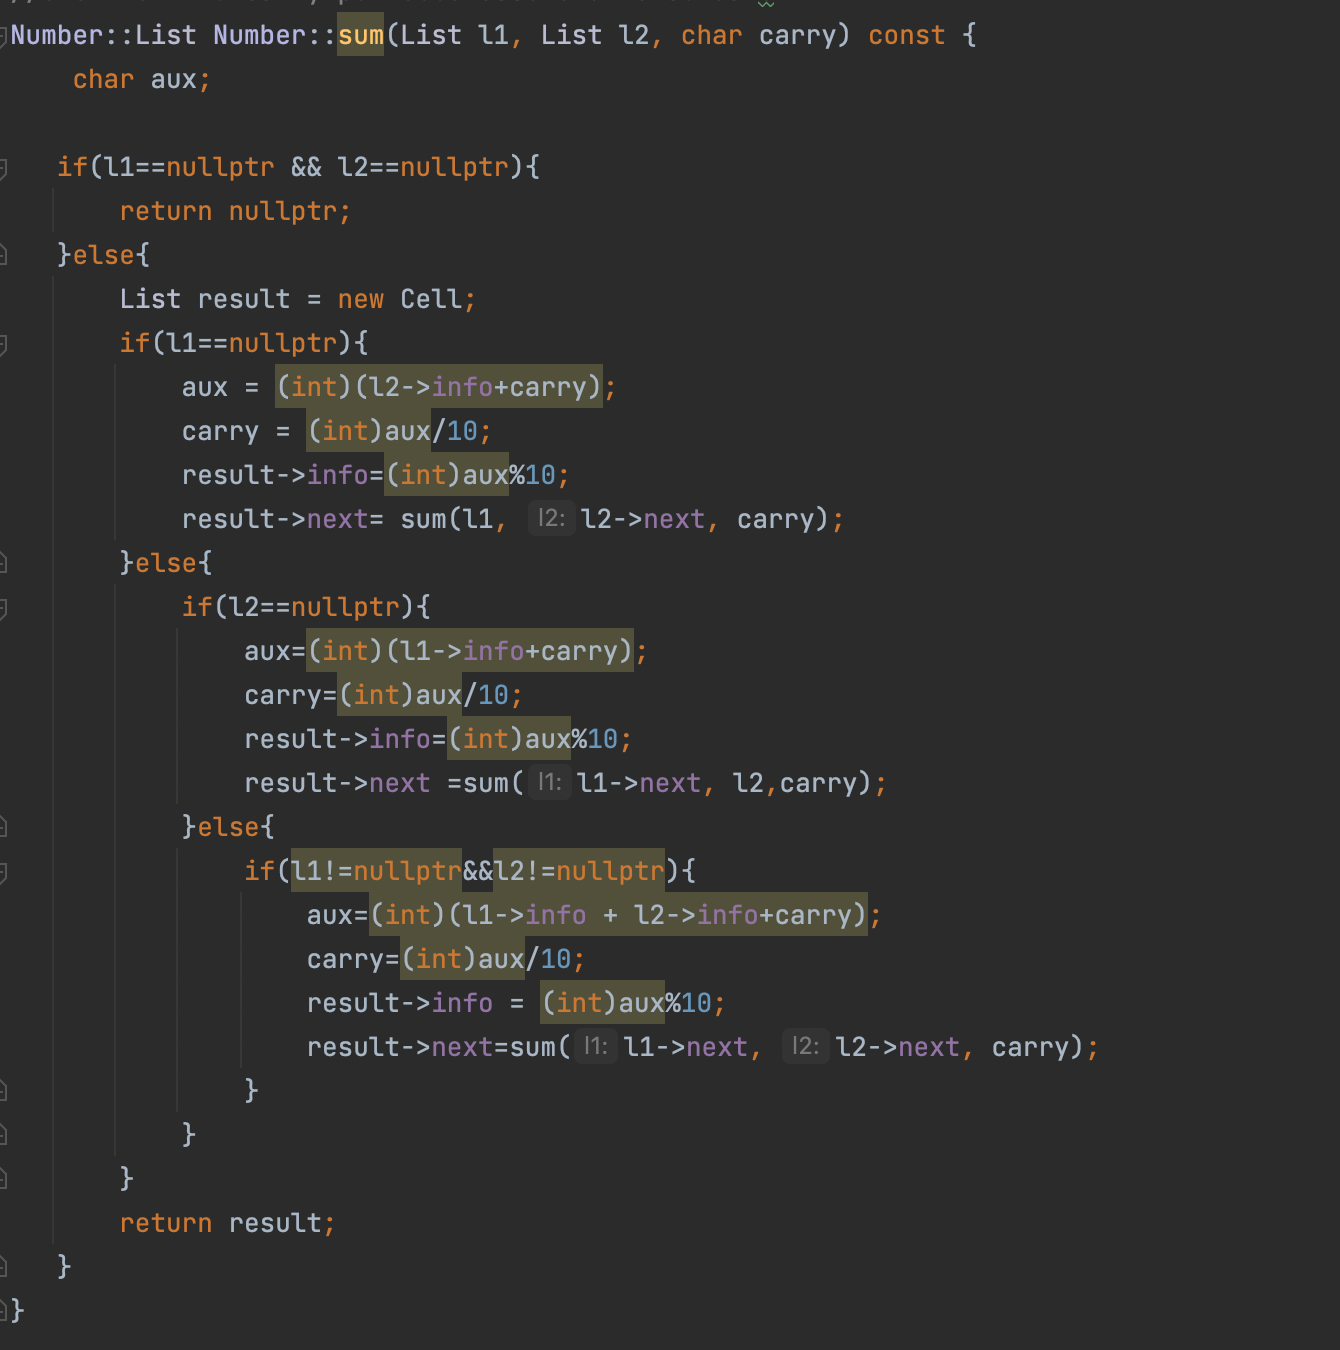 Number::List Number::sum(List l1, List l2, char carry) const {
char aux;
if(l1==nullptr && l2==nullptr){
return nullptr;
}else{
List result = new Cell;
if(l1==nullptr){
aux = (int)(l2->info+carry);
carry = (int)aux/10;
result->info=(int)aux%10;
result->next= sum(l1, l2: l2->next, carry);
}else{
if(l2==nullptr){
aux=(int)(l1->info+carry);
carry=(int)aux/10;
result->info=(int)aux%10;
result->next =sum( l1: l1->next, l2,carry);
}else{
if(l1!=nullptr&&l2!=nullptr){
aux=(int)(l1->info + l2->info+carry);
carry=(int)aux/10;
result->info = (int)aux%10;
result->next=sum( l1: l1->next, l2: l2->next, carry);
}
}
}
return result;
}
}